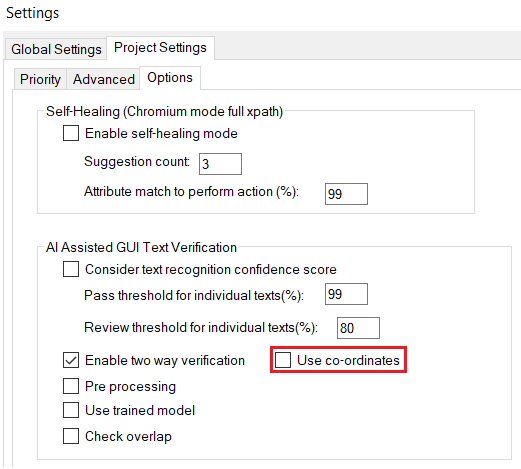 Settings
Global Settings Project Settings
Priority Advanced Options
Self-Healing (Chromium mode full xpath)
Enable self-healing mode
Suggestion count: 3
Attribute match to perform action (%): 99
AI Assisted GUI Text Verification
Consider text recognition confidence score
Pass threshold for individual texts(%): 99
Review threshold for individual texts(%): 80
Enable two way verification Use co-ordinates
Pre processing
Use trained model
Check overlap